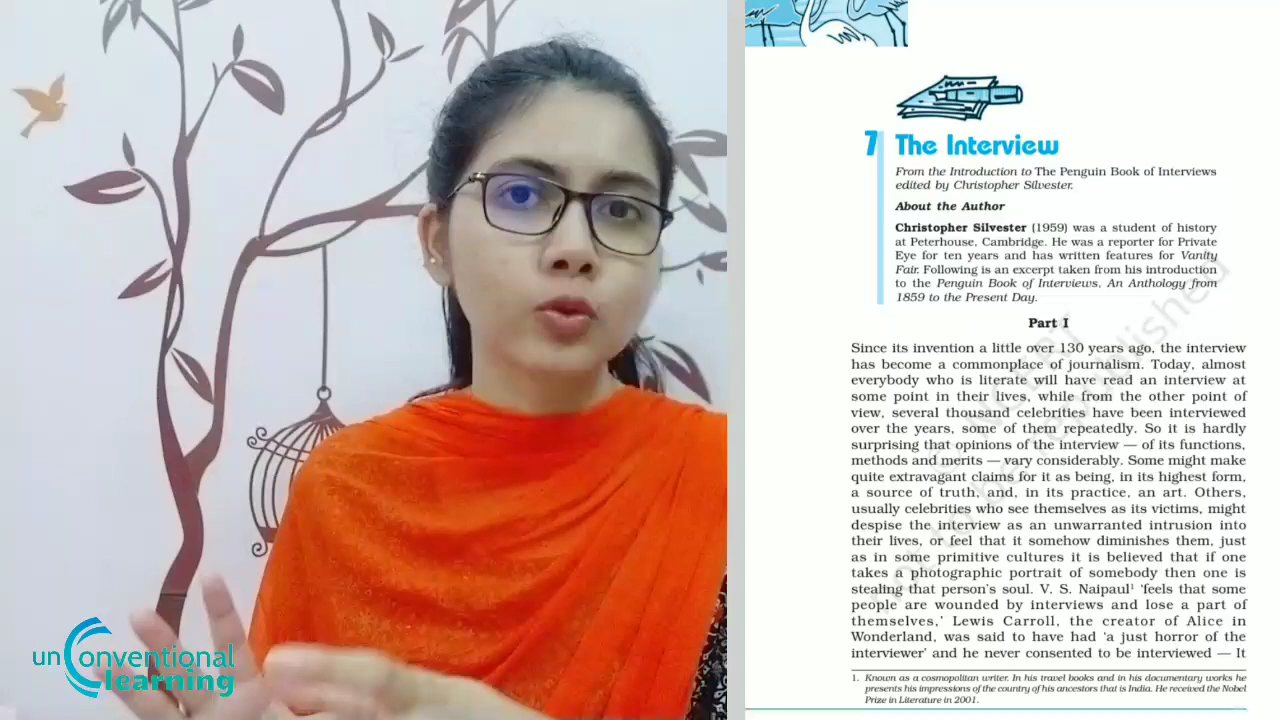 unConventional
learning
7 The Interview
From the Introduction to The Penguin Book of Interviews
edited by Christopher Silvester.
About the Author
Christopher Silvester (1959) was a student of history
at Peterhouse, Cambridge. He was a reporter for Private
Eye for ten years and has written features for Vanity
Fair. Following is an excerpt taken from his introduction
to the Penguin Book of Interviews, An Anthology from
1859 to the Present Day.
Part I
Since its invention a little over 130 years ago, the interview
has become a commonplace of journalism. Today, almost
everybody who is literate will have read an interview at
some point in their lives, while from the other point of
view, several thousand celebrities have been interviewed
over the years, some of them repeatedly. So it is hardly
surprising that opinions of the interview — of its functions,
methods and merits — vary considerably. Some might make
quite extravagant claims for it as being, in its highest form,
a source of truth, and, in its practice, an art. Others,
usually celebrities who see themselves as its victims, might
despise the interview as an unwarranted intrusion into
their lives, or feel that it somehow diminishes them, just
as in some primitive cultures it is believed that if one
takes a photographic portrait of somebody then one is
stealing that person's soul. V. S. Naipaul¹ 'feels that some
people are wounded by interviews and lose a part of
themselves,' Lewis Carroll, the creator of Alice in
Wonderland, was said to have had 'a just horror of the
interviewer' and he never consented to be interviewed — It
1. Known as a cosmopolitan writer. In his travel books and in his documentary works he
presents his impressions of the country of his ancestors that is India. He received the Nobel
Prize in Literature in 2001.
© NCERT
not to be republished